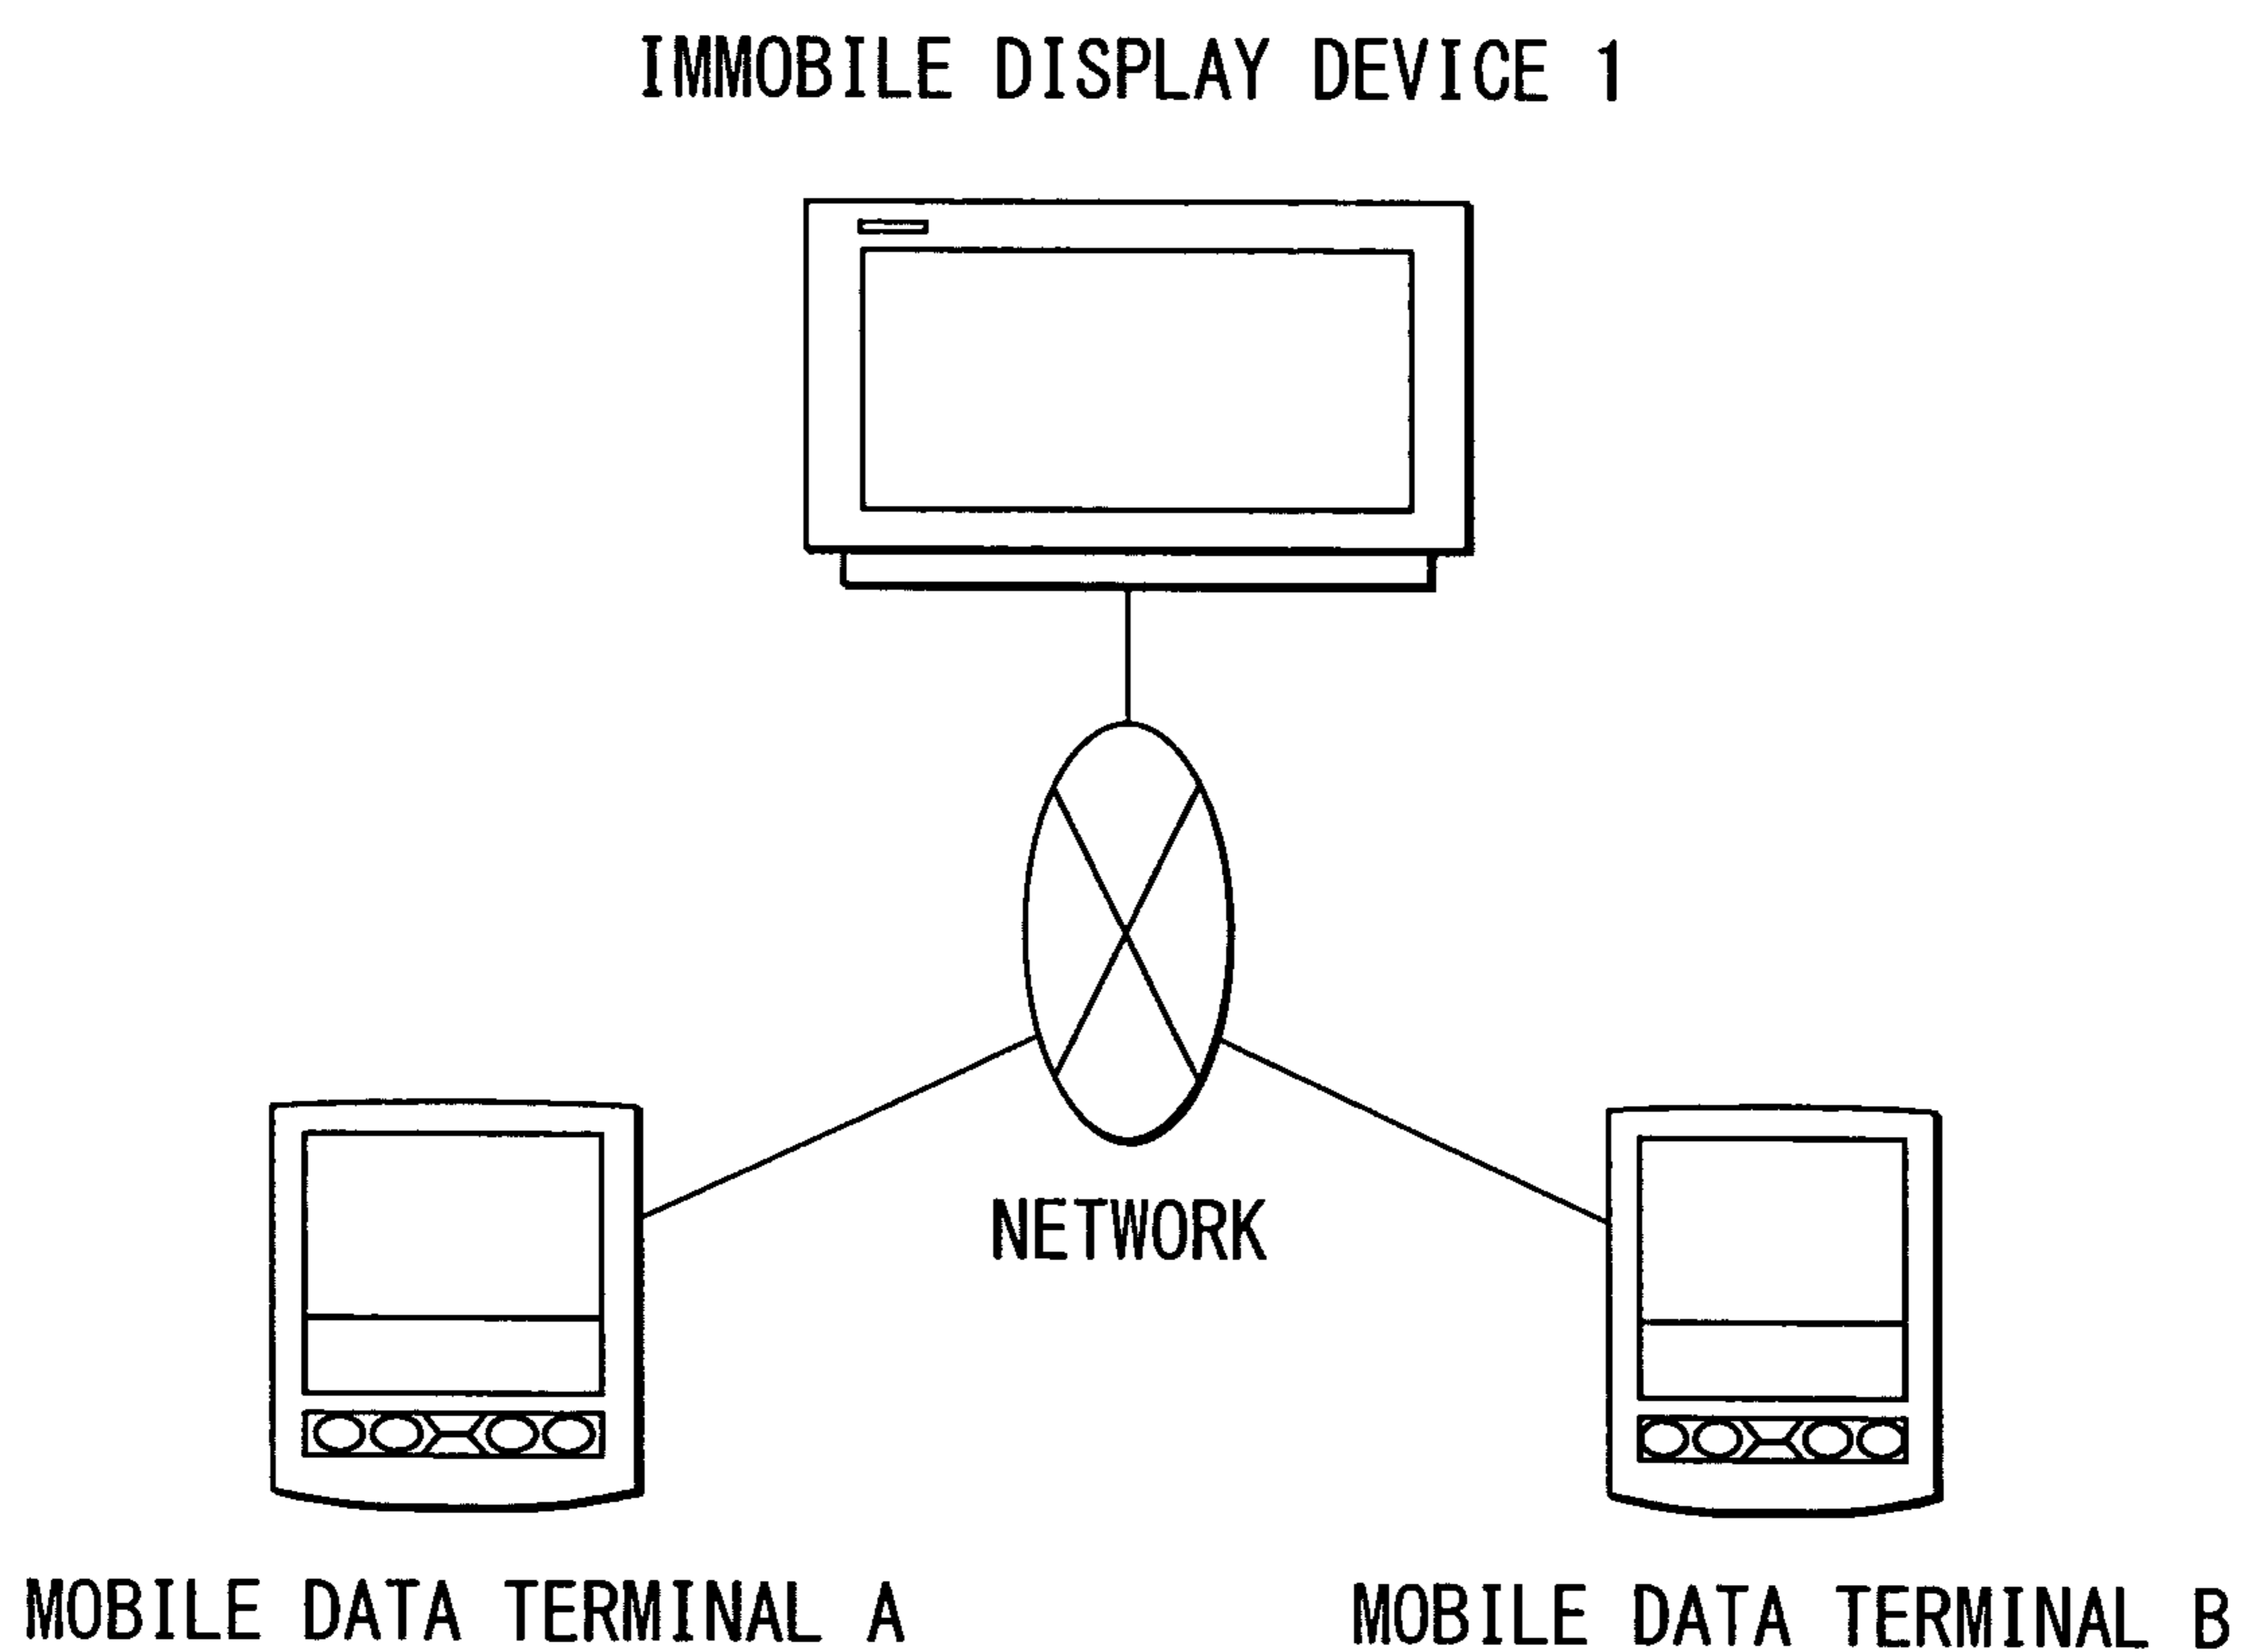 IMMOBILE DISPLAY DEVICE 1
NETWORK
MOBILE DATA TERMINAL A
MOBILE DATA TERMINAL B